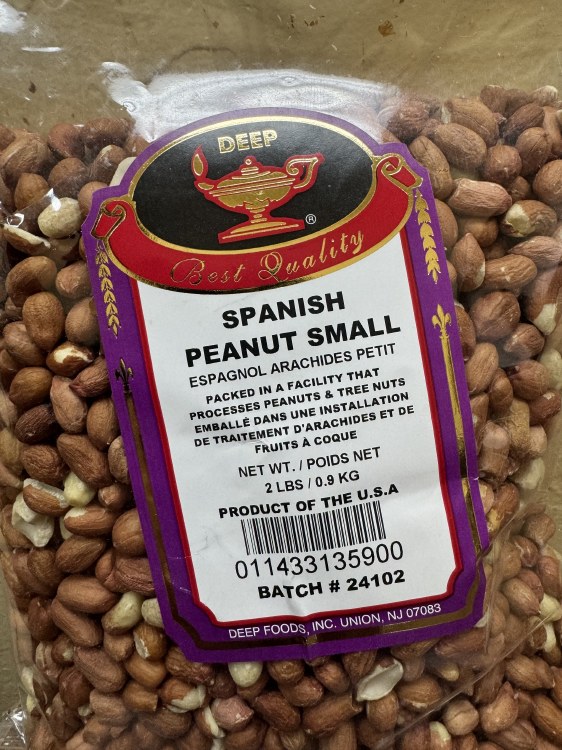 DEEP
®
Best Quality
SPANISH
PEANUT SMALL
ESPAGNOL ARACHIDES PETIT
PACKED IN A FACILITY THAT
PROCESSES PEANUTS & TREE NUTS
EMBALLÉ DANS UNE INSTALLATION
DE TRAITEMENT D'ARACHIDES ET DE
FRUITS À COQUE
NET WT. / POIDS NET
2 LBS / 0.9 KG
PRODUCT OF THE U.S.A
011433135900
BATCH # 24102
DEEP FOODS, INC. UNION, NJ 07083